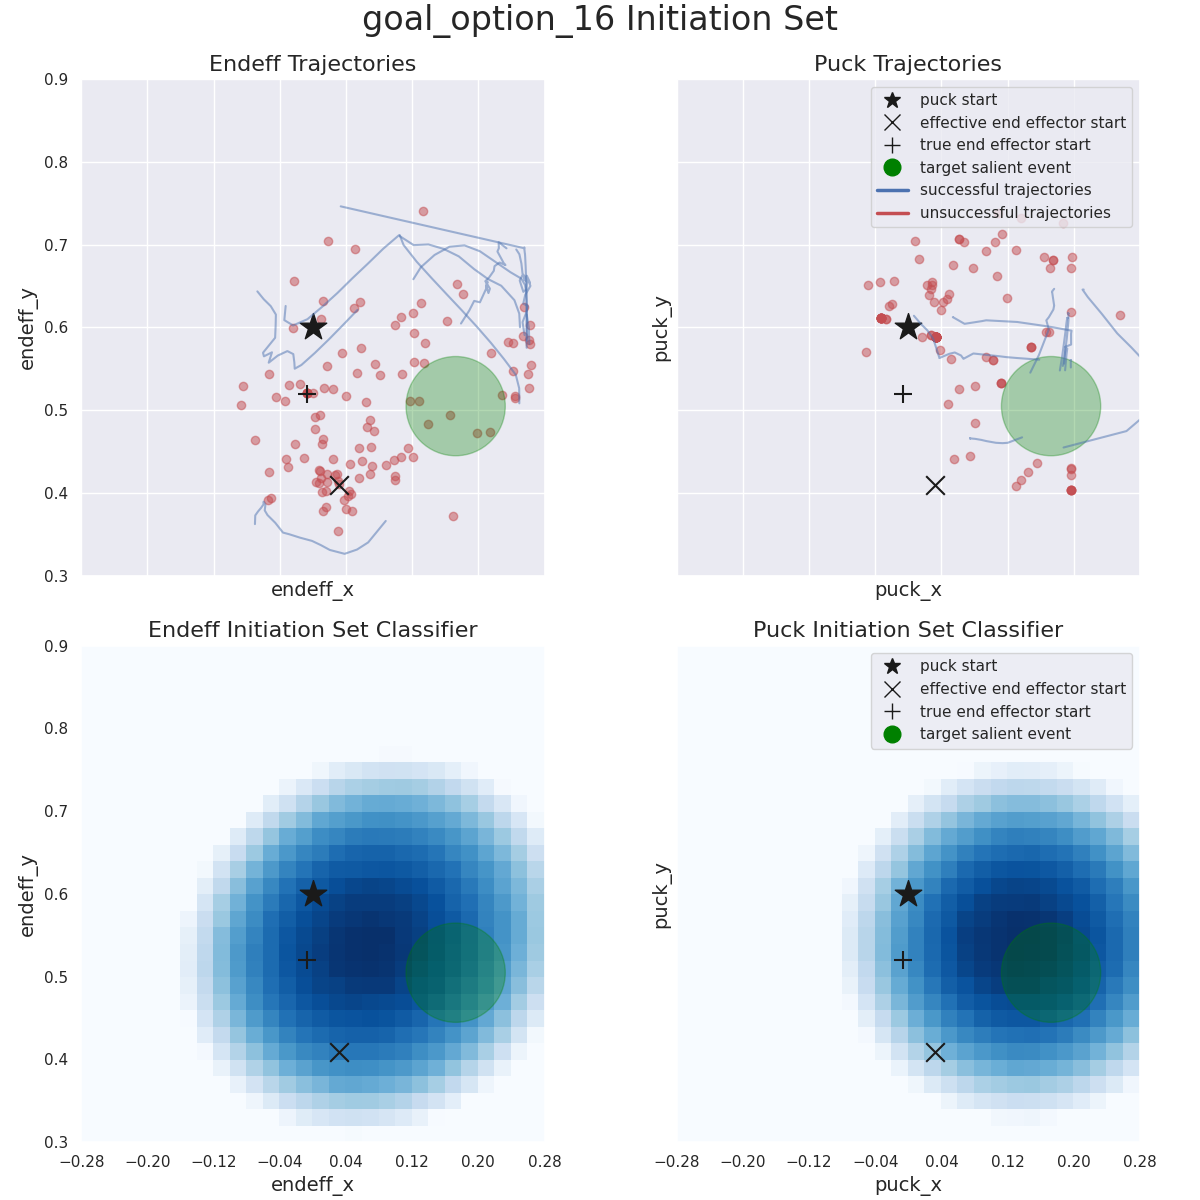 goal_option_16 Initiation Set
Endeff Trajectories
0.9
0.8
0.7
0.6
0.5
0.4
0.3
endeff_y
endeff_x
Puck Trajectories
puck start
effective end effector start
true end effector start
target salient event
successful trajectories
unsuccessful trajectories
puck_y
puck_x
Endeff Initiation Set Classifier
0.9
0.8
0.7
0.6
0.5
0.4
0.3
endeff_y
−0.28 −0.20 −0.12 −0.04 0.04 0.12 0.20 0.28
endeff_x
Puck Initiation Set Classifier
puck start
effective end effector start
true end effector start
target salient event
puck_y
−0.28 −0.20 −0.12 −0.04 0.04 0.12 0.20 0.28
puck_x